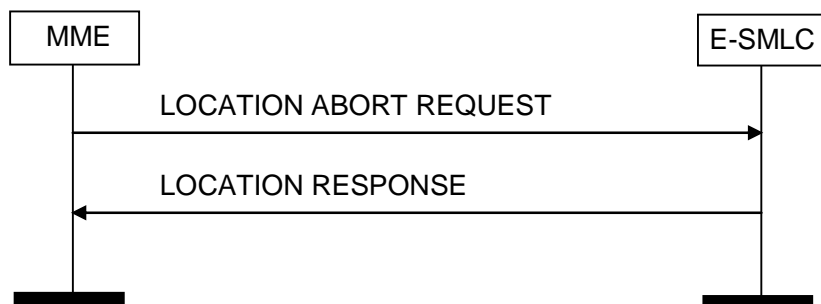 MME
E-SMLC
LOCATION ABORT REQUEST
LOCATION RESPONSE